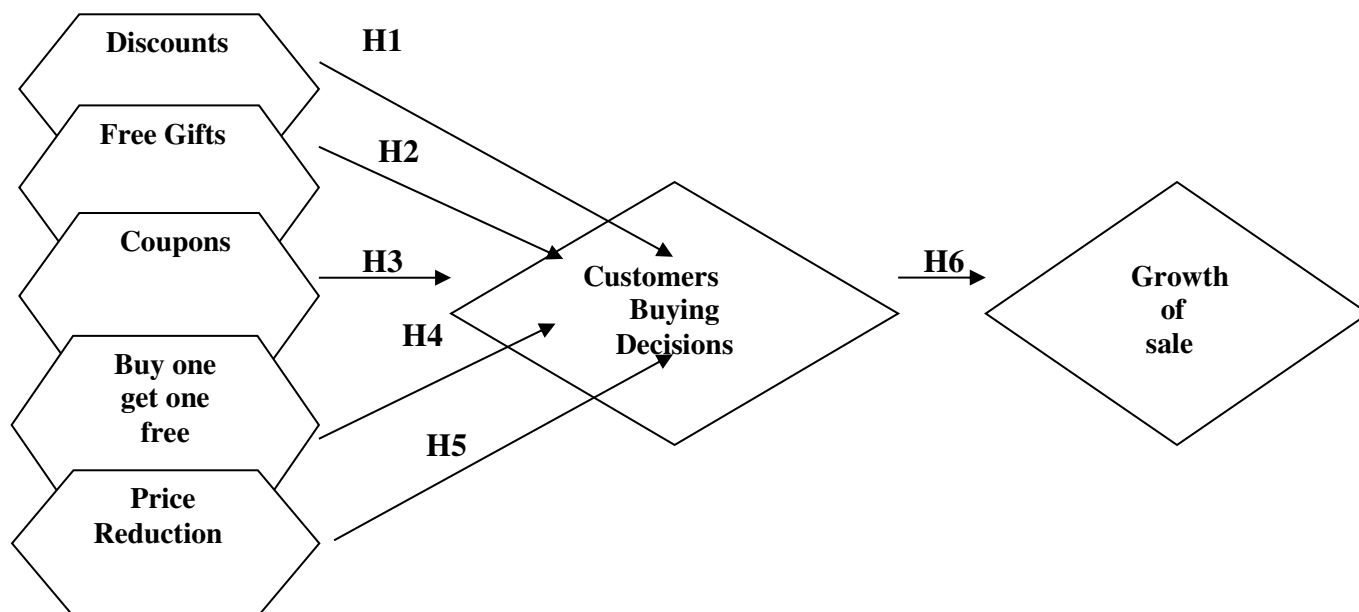 Discounts
H1
Free Gifts
H2
Coupons
H3
Customers
Buying
Decisions
H6
Growth
of
sale
H4
Buy one
get one
free
H5
Price
Reduction